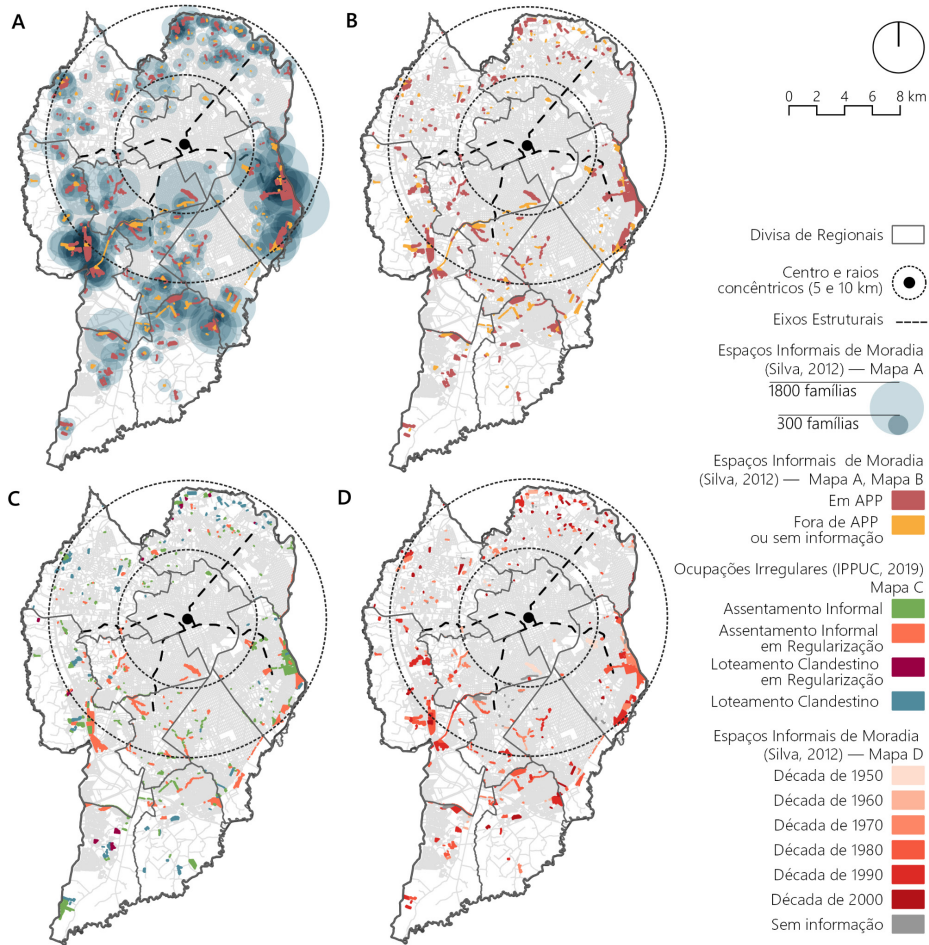 A
B
0 2 4 6 8 km
Divisa de Regionais
Centro e raios
concêntricos (5 e 10 km)
Eixos Estruturais
Espaços Informais de Moradia
(Silva, 2012) — Mapa A
1800 famílias
300 famílias
Espaços Informais de Moradia
(Silva, 2012) — Mapa A, Mapa B
Em APP
Fora de APP
ou sem informação
C
D
Ocupações Irregulares (IPPUC, 2019)
Mapa C
Assentamento Informal
Assentamento Informal
em Regularização
Loteamento Clandestino
em Regularização
Loteamento Clandestino
Espaços Informais de Moradia
(Silva, 2012) — Mapa D
Década de 1950
Década de 1960
Década de 1970
Década de 1980
Década de 1990
Década de 2000
Sem informação